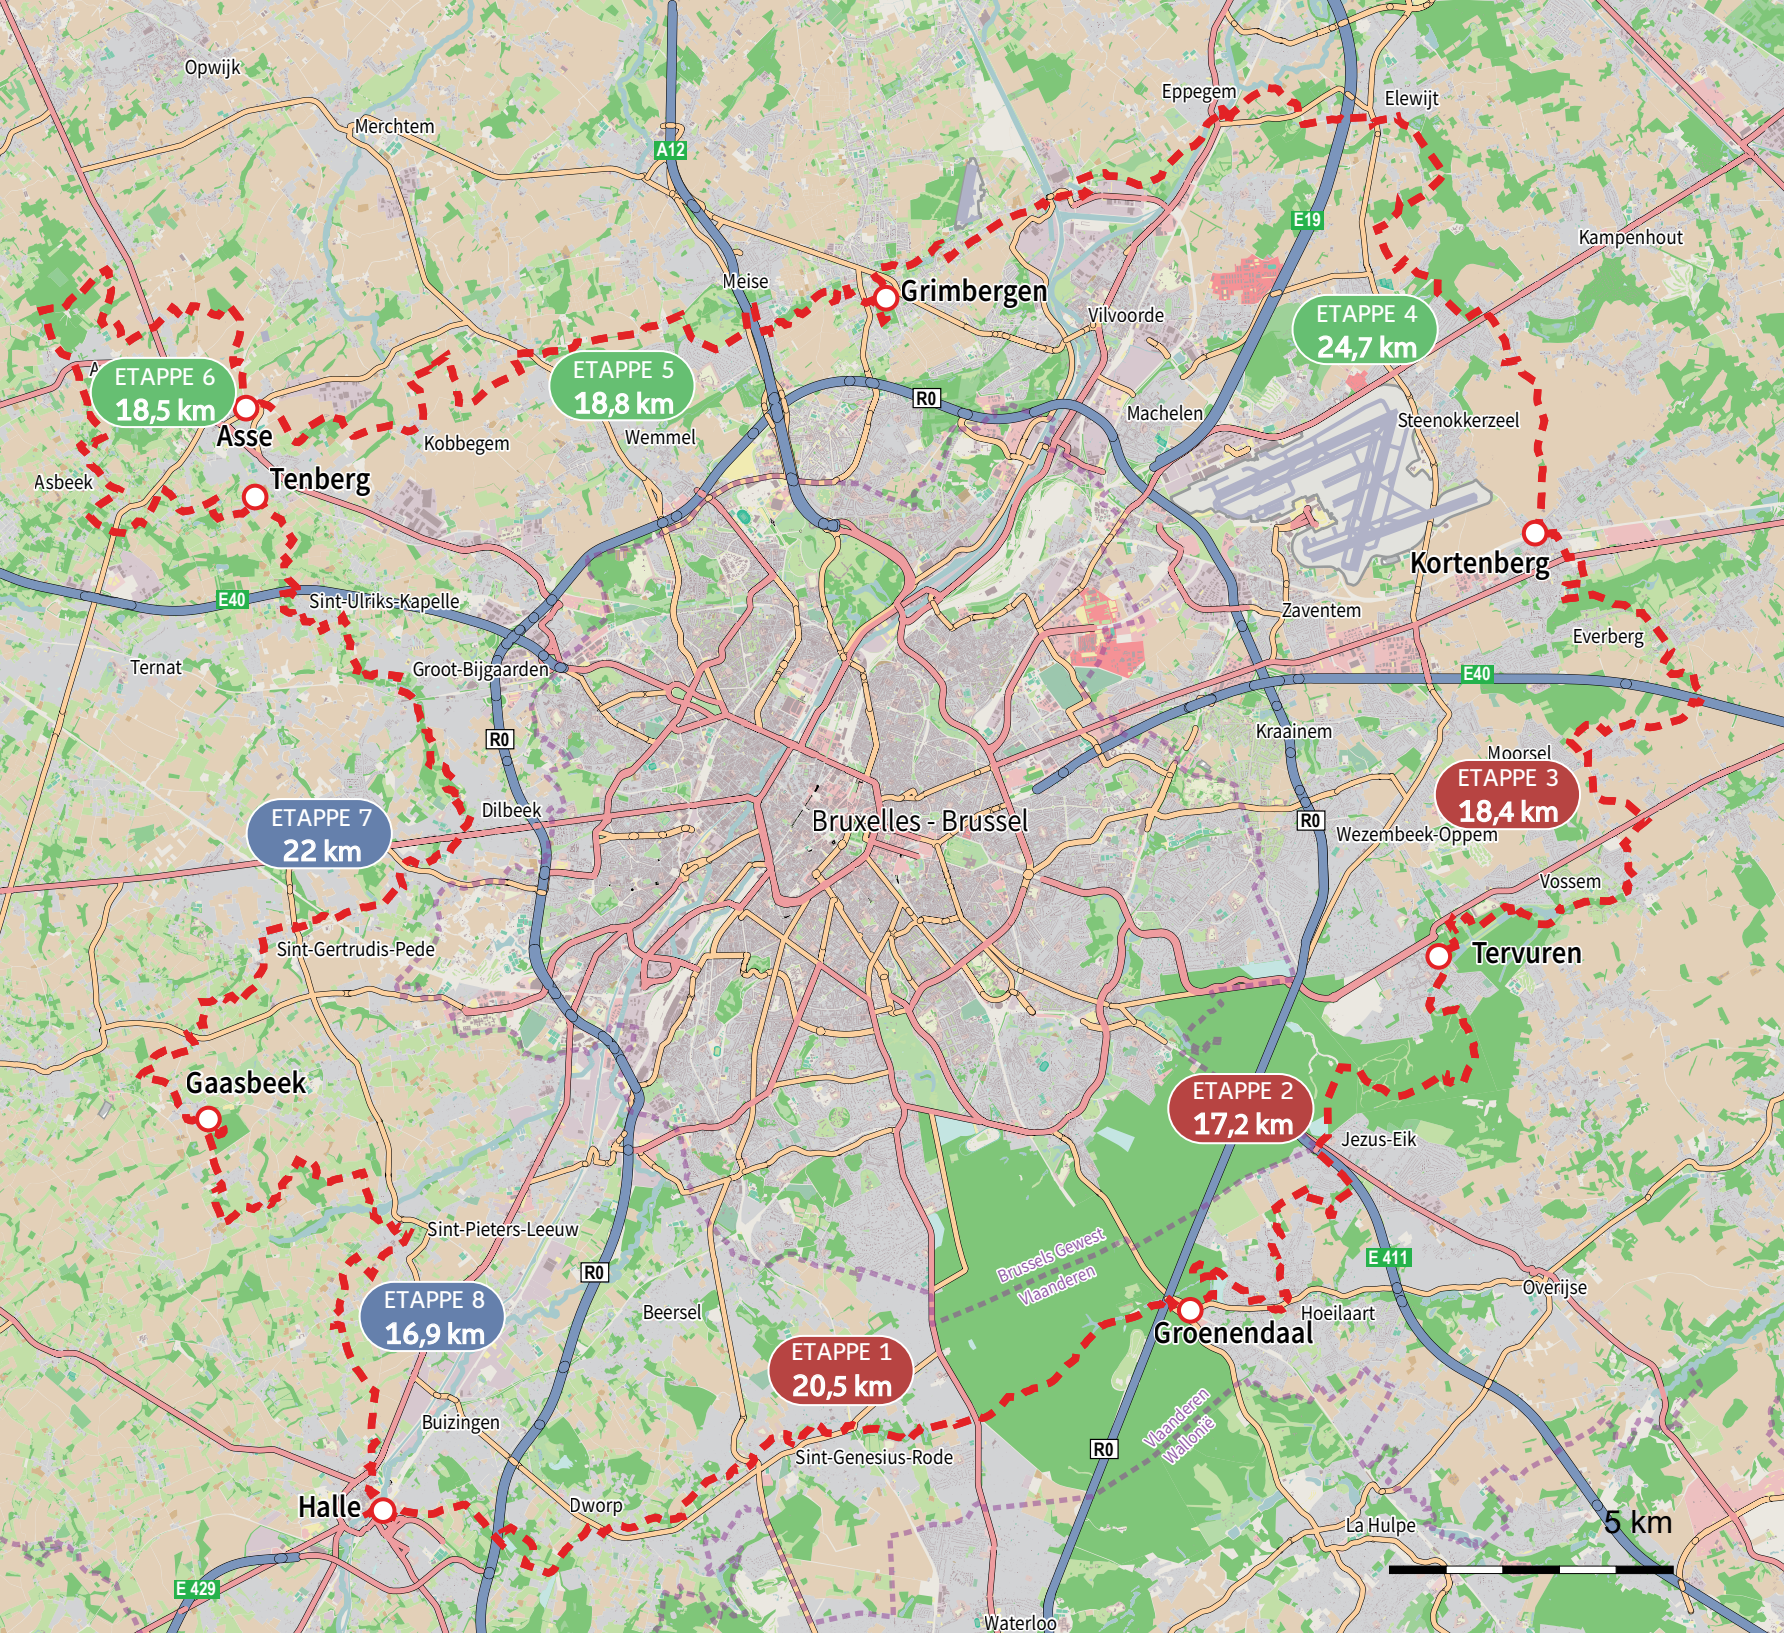 Opwijk
Merchtem
Eppegem
Elewijt
A12
E19
Kampenhout
Meise
Grimbergen
Vilvoorde
ETAPPE 4
24,7 km
ETAPPE 6
18,5 km
ETAPPE 5
18,8 km
R0
Asse
Kobbegem
Wemmel
Machelen
Steenokkerzeel
Asbeek
Tenberg
Kortenberg
E40
Sint-Ulriks-Kapelle
Zaventem
Everberg
Ternat
Groot-Bijgaarden
E40
R0
Kraainem
Moorsel
ETAPPE 3
18,4 km
Dilbeek
ETAPPE 7
22 km
Bruxelles - Brussel
R0
Wezembeek-Oppem
Vossem
Sint-Gertrudis-Pede
Tervuren
Gaasbeek
ETAPPE 2
17,2 km
Jezus-Eik
Sint-Pieters-Leeuw
Brussels Gewest
Vlaanderen
E 411
R0
Overijse
ETAPPE 8
16,9 km
Beersel
Hoeilaart
Groenendaal
ETAPPE 1
20,5 km
Buizingen
Vlaanderen
Wallonië
R0
Sint-Genesius-Rode
Halle
Dworp
La Hulpe
5 km
E 429
Waterloo